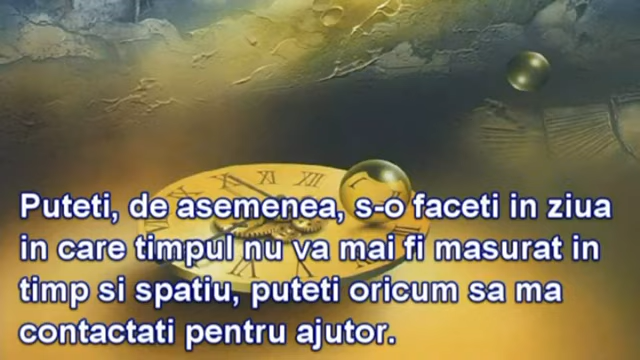 Puteti, de asemenea, s-o faceti in ziua
in care timpul nu va mai fi masurat in
timp si spatiu, puteti oricum sa ma
contactati pentru ajutor.